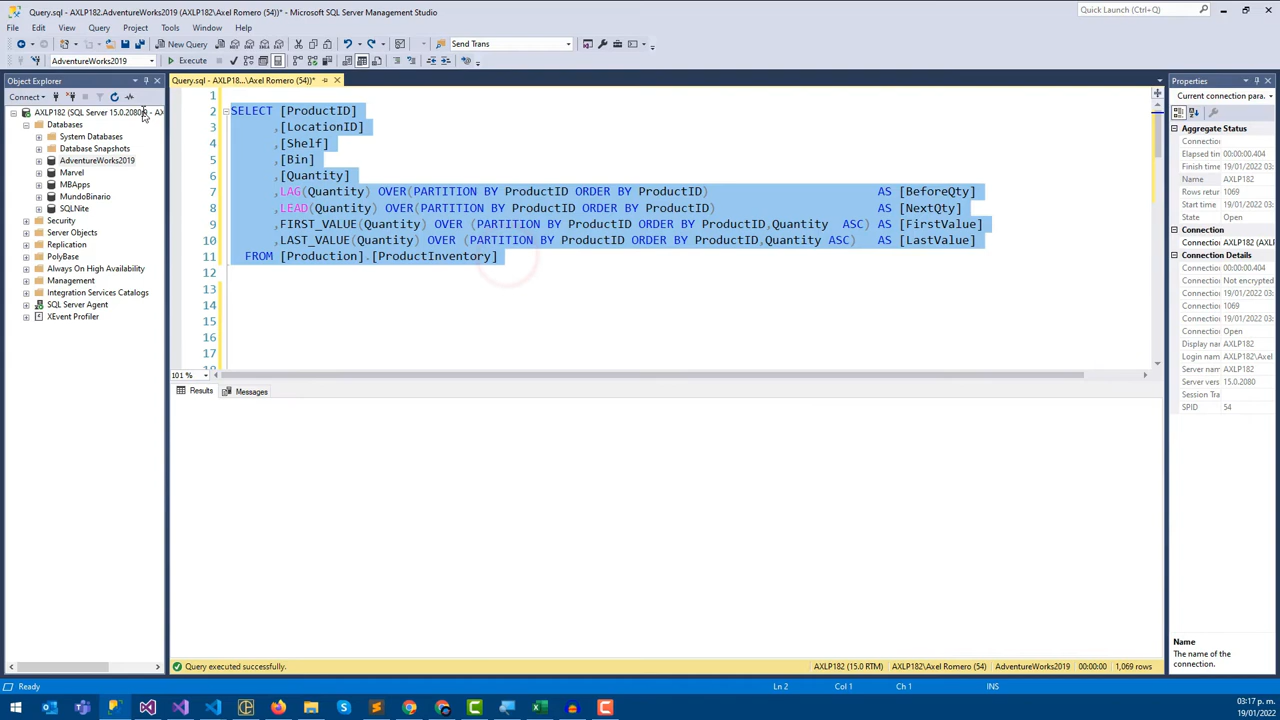 Query.sql - AXLP182.AdventureWorks2019 (AXLP182\Axel Romero (54))* - Microsoft SQL Server Management Studio
Quick Launch (Ctrl+Q)
File Edit View Query Project Tools Window Help
New Query
Send Trans
AdventureWorks2019
Execute
Object Explorer
Query.sql - AXLP18...\Axel Romero (54))*
Properties
Connect
Current connection para.
AXLP182 (SQL Server 15.0.2080
Databases
System Databases
Database Snapshots
AdventureWorks2019
Marvel
MBApps
MundoBinario
SQLNite
Security
Server Objects
Replication
PolyBase
Always On High Availability
Management
Integration Services Catalogs
SQL Server Agent
XEvent Profiler
1
2 SELECT [ProductID]
3 ,[LocationID]
4 ,[Shelf]
5 ,[Bin]
6 ,[Quantity]
7 ,LAG(Quantity) OVER(PARTITION BY ProductID ORDER BY ProductID) AS [BeforeQty]
8 ,LEAD(Quantity) OVER(PARTITION BY ProductID ORDER BY ProductID) AS [NextQty]
9 ,FIRST_VALUE(Quantity) OVER (PARTITION BY ProductID ORDER BY ProductID,Quantity ASC) AS [FirstValue]
10 ,LAST_VALUE(Quantity) OVER (PARTITION BY ProductID ORDER BY ProductID,Quantity ASC) AS [LastValue]
11 FROM [Production].[ProductInventory]
12
13
14
15
16
17
101 %
Results Messages
Aggregate Status
Connectio
Elapsed tim 00:00:00.404
Finish time 19/01/2022 03:
Name AXLP182
Rows retur 1069
Start time 19/01/2022 03:
State Open
Connection
Connectio AXLP182 (AXL
Connection Details
Connectio 00:00:00.404
Connectio Not encrypted
Connectio 19/01/2022 03:
Connectio 1069
Connectio 19/01/2022 03:
Connectio Open
Display na AXLP182
Login nam AXLP182\Axel
Server nam AXLP182
Server vers 15.0.2080
Session Tra
SPID 54
Name
The name of the connection.
Query executed successfully.
AXLP182 (15.0 RTM) AXLP182\Axel Romero (54) AdventureWorks2019 00:00:00 1,069 rows
Ready
Ln 2 Col 1 Ch 1 INS
03:17 p. m.
19/01/2022